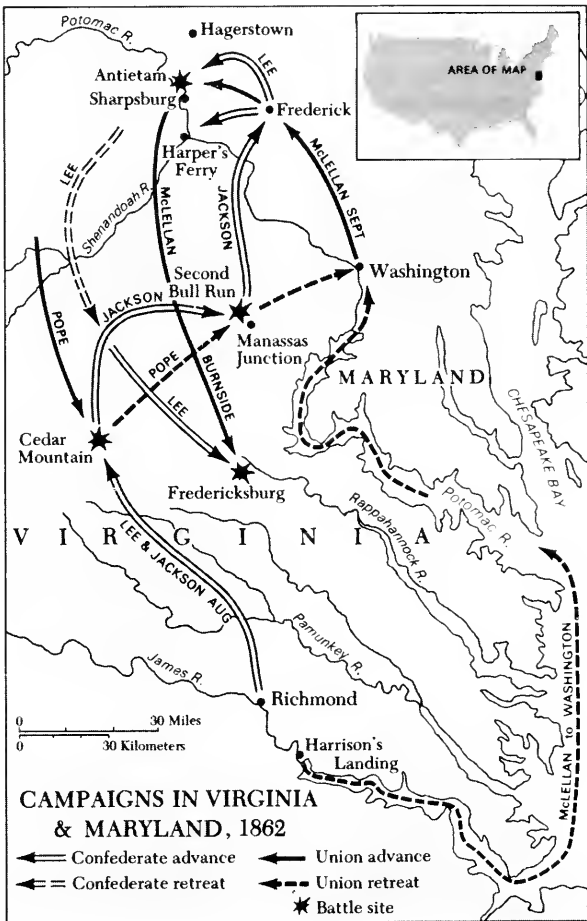 Potomac R.
Hagerstown
LEE
Antietam
Sharpsburg
Frederick
Harper's
Ferry
AREA OF MAP
LEE
Shenandoah R.
McLELLAN
JACKSON
McLELLAN SEPT
Second
Bull Run
Washington
POPE
JACKSON
Manassas
Junction
POPE
BURNSIDE
LEE
MARYLAND
CHESAPEAKE BAY
Cedar
Mountain
Fredericksburg
Potomac R.
Rappahannock R.
VIRGINIA
LEE & JACKSON AUG
Pamunkey R.
James R.
Richmond
McLELLAN to WASHINGTON
0 30 Miles
0 30 Kilometers
Harrison's
Landing
CAMPAIGNS IN VIRGINIA
& MARYLAND, 1862
Confederate advance
Union advance
Confederate retreat
Union retreat
Battle site